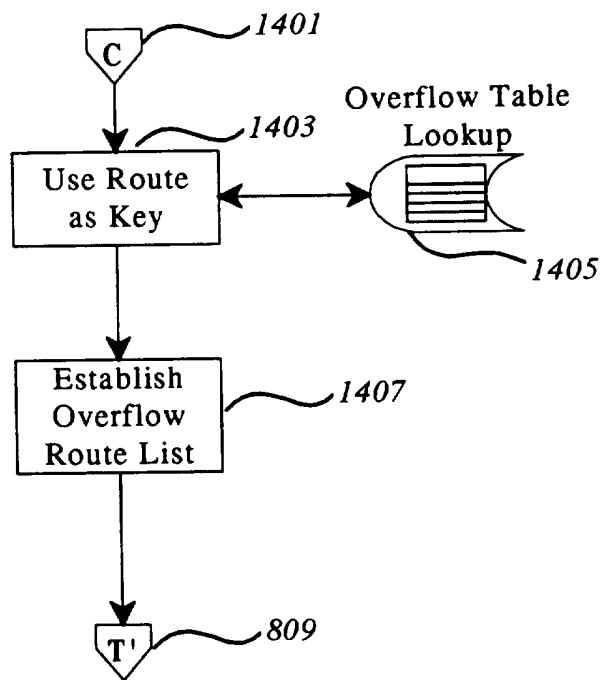 1401
C
Overflow Table
Lookup
1403
Use Route
as Key
1405
Establish
Overflow
Route List
1407
809
T'